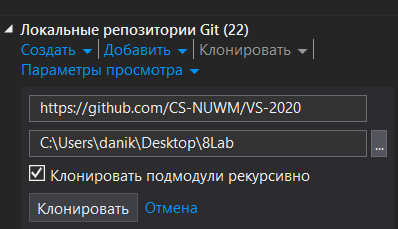 Локальные репозитории Git (22)
Создать Добавить Клонировать
Параметры просмотра
https://github.com/CS-NUWM/VS-2020
C:\Users\danik\Desktop\8Lab ...
Клонировать подмодули рекурсивно
Клонировать Отмена